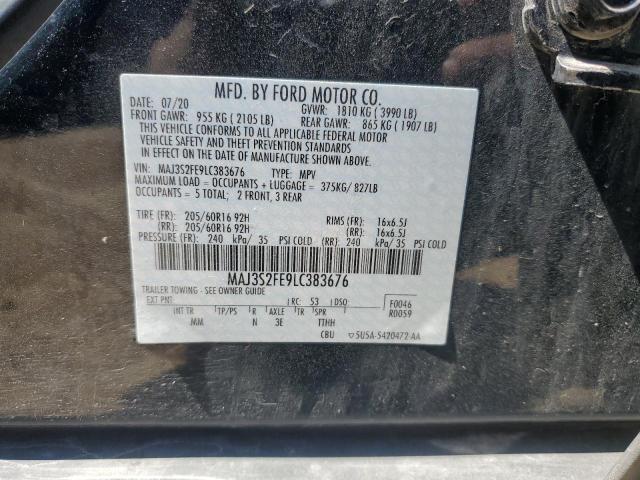 MFD. BY FORD MOTOR CO.
DATE: 07/20 GVWR: 1810 KG ( 3990 LB)
FRONT GAWR: 955 KG ( 2105 LB) REAR GAWR: 865 KG ( 1907 LB)
THIS VEHICLE CONFORMS TO ALL APPLICABLE FEDERAL MOTOR
VEHICLE SAFETY AND THEFT PREVENTION STANDARDS
IN EFFECT ON THE DATE OF MANUFACTURE SHOWN ABOVE.
VIN: MAJ3S2FE9LC383676 TYPE: MPV
MAXIMUM LOAD = OCCUPANTS + LUGGAGE = 375KG/ 827LB
OCCUPANTS = 5 TOTAL; 2 FRONT, 3 REAR
TIRE (FR): 205/60R16 92H RIMS (FR): 16x6.5J
(RR): 205/60R16 92H (RR): 16x6.5J
PRESSURE (FR): 240 kPa/ 35 PSI COLD (RR): 240 kPa/ 35 PSI COLD
MAJ3S2FE9LC383676
TRAILER TOWING - SEE OWNER GUIDE
EXT PNT: RC: 53 DSO: F0046
INT TR TP/PS R AXLE TR SPR R0059
MM N 3E TTHH
CBU ▽5U5A-5420472-AA